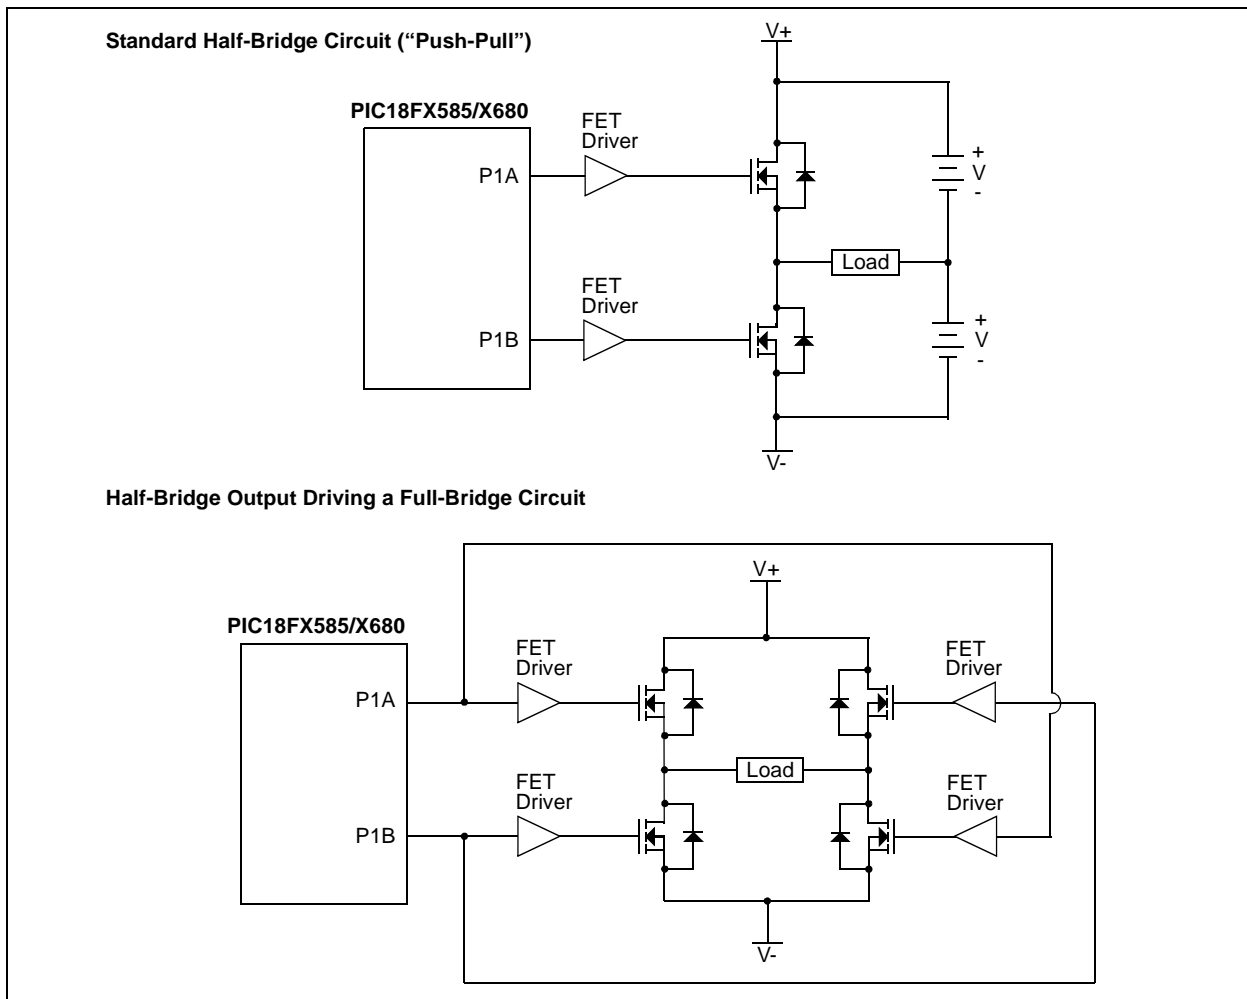 Standard Half-Bridge Circuit (“Push-Pull”)
V+
PIC18FX585/X680
FET
Driver
P1A
+
V
-
Load
FET
Driver
P1B
+
V
-
V-
Half-Bridge Output Driving a Full-Bridge Circuit
V+
PIC18FX585/X680
FET
Driver
FET
Driver
P1A
Load
FET
Driver
FET
Driver
P1B
V-